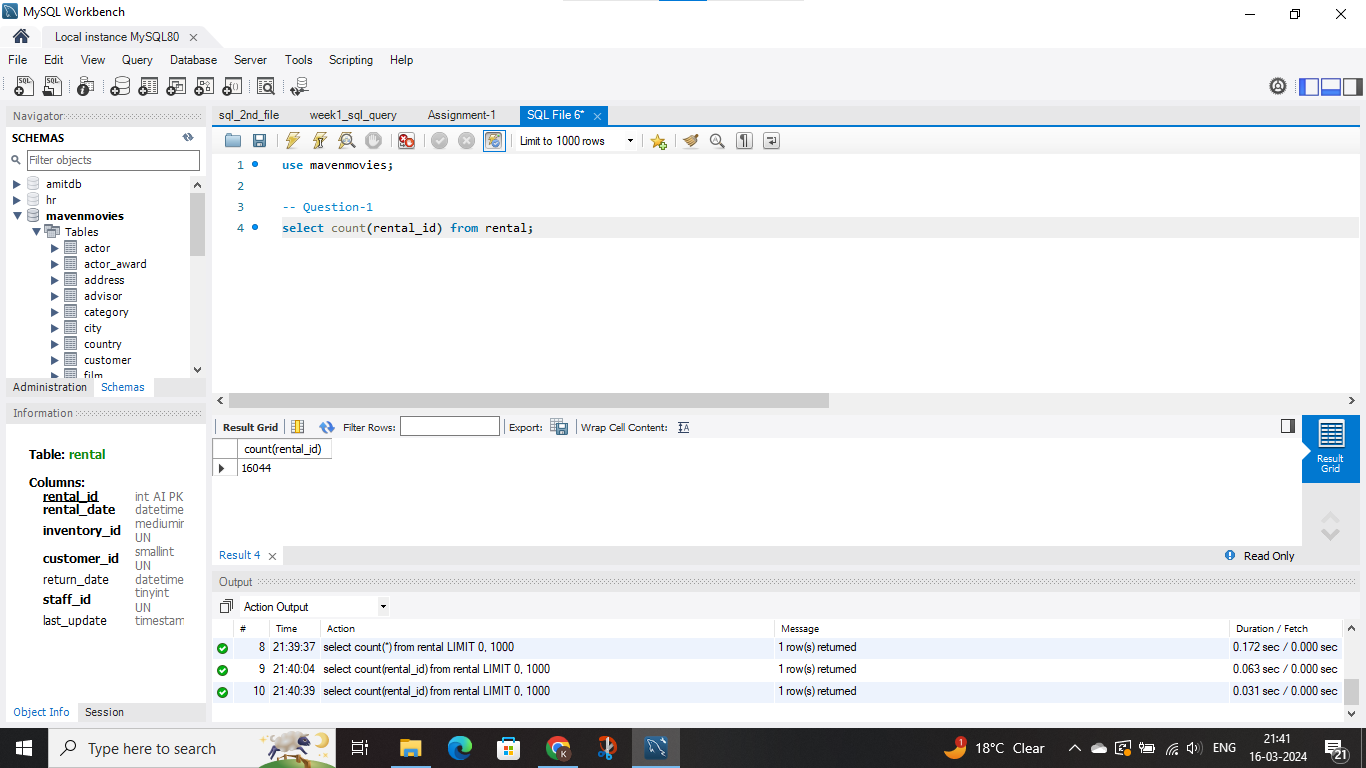 MySQL Workbench
Local instance MySQL80
File Edit View Query Database Server Tools Scripting Help
Navigator
SCHEMAS
Filter objects
amitdb
hr
mavenmovies
Tables
actor
actor_award
address
advisor
category
city
country
customer
film
Administration Schemas
Information
Table: rental
Columns:
rental_id int AI PK
rental_date datetime
inventory_id mediumir UN
customer_id smallint UN
return_date datetime
staff_id tinyint UN
last_update timestam
Object Info Session
sql_2nd_file week1_sql_query Assignment-1 SQL File 6*
Limit to 1000 rows
1 use mavenmovies;
2
3 -- Question-1
4 select count(rental_id) from rental;
Result Grid Filter Rows: Export: Wrap Cell Content:
count(rental_id)
16044
Result Grid
Result 4
Read Only
Output
Action Output
# Time Action Message Duration / Fetch
8 21:39:37 select count(*) from rental LIMIT 0, 1000 1 row(s) returned 0.172 sec / 0.000 sec
9 21:40:04 select count(rental_id) from rental LIMIT 0, 1000 1 row(s) returned 0.063 sec / 0.000 sec
10 21:40:39 select count(rental_id) from rental LIMIT 0, 1000 1 row(s) returned 0.031 sec / 0.000 sec
Type here to search
1
18°C Clear
ENG
21:41
16-03-2024
21